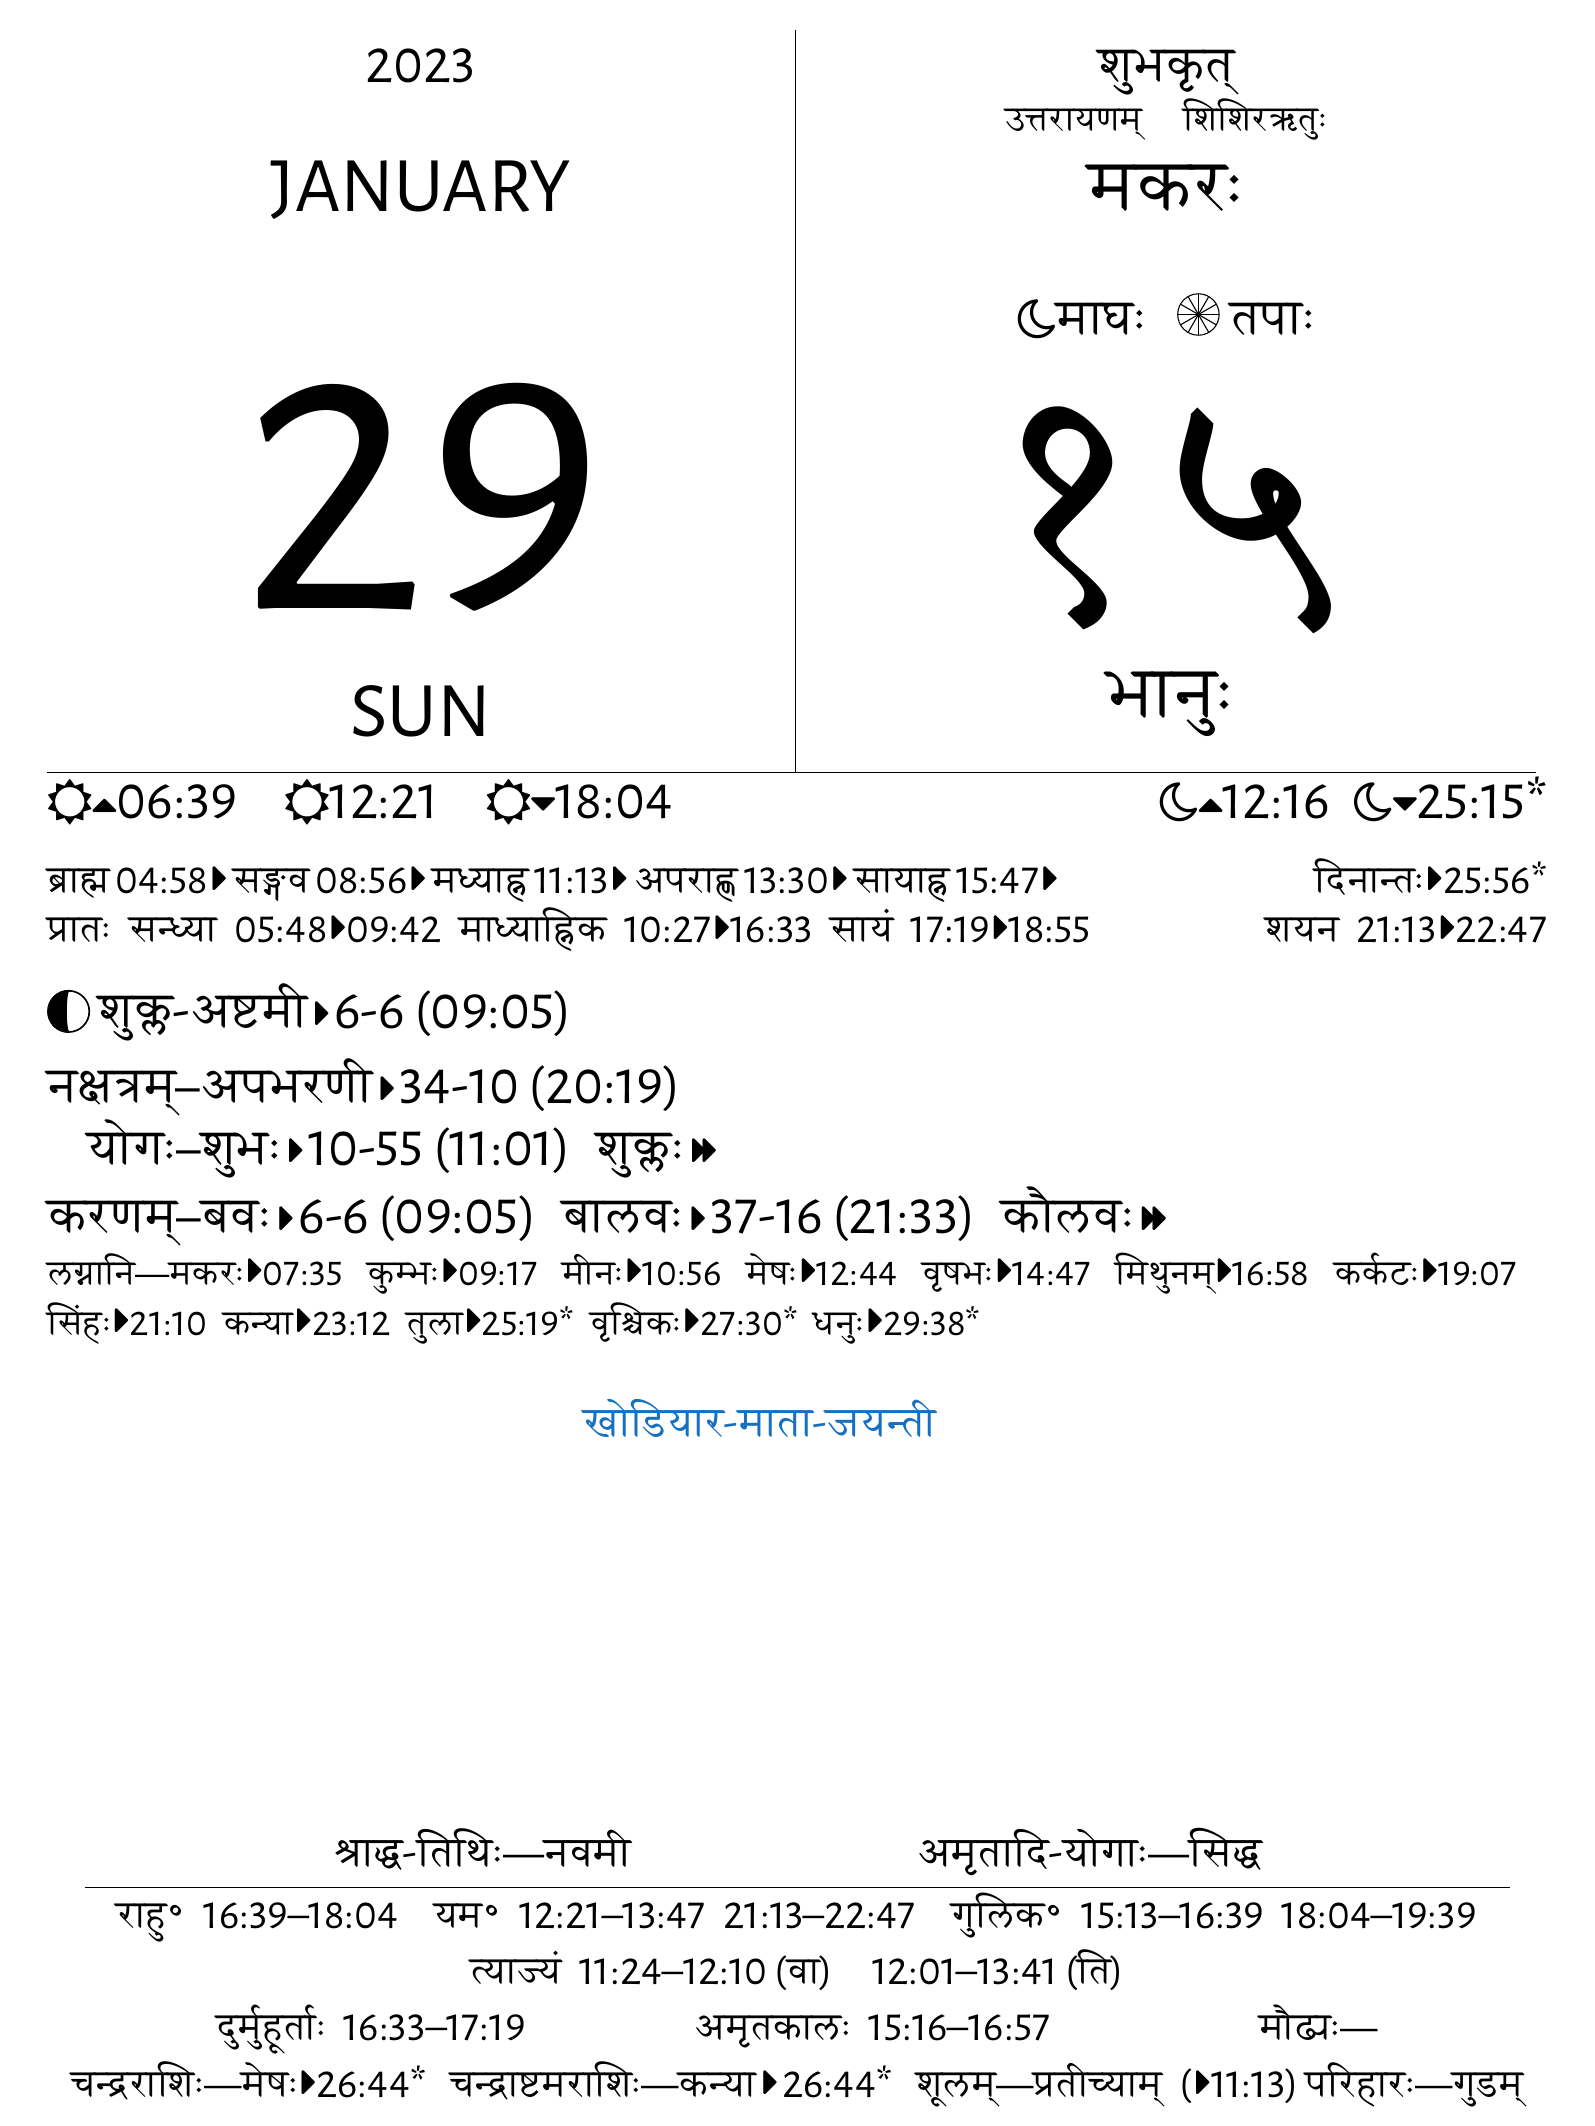 2023
JANUARY
29
SUN
शुभकृत्
उत्तरायणम् शिशिरऋतुः
मकरः
माघः तपाः
१५
भानुः
06:39 12:21 18:04 12:16 25:15*
ब्राह्म 04:58 सङ्गव 08:56 मध्याह्न 11:13 अपराह्ण 13:30 सायाह्न 15:47 दिनान्तः 25:56*
प्रातः सन्ध्या 05:48 09:42 माध्याह्निक 10:27 16:33 सायं 17:19 18:55 शयन 21:13 22:47
शुक्ल-अष्टमी 6-6 (09:05)
नक्षत्रम्–अपभरणी 34-10 (20:19)
योगः–शुभः 10-55 (11:01) शुक्लः
करणम्–बवः 6-6 (09:05) बालवः 37-16 (21:33) कौलवः
लग्नानि—मकरः 07:35 कुम्भः 09:17 मीनः 10:56 मेषः 12:44 वृषभः 14:47 मिथुनम् 16:58 कर्कटः 19:07
सिंहः 21:10 कन्या 23:12 तुला 25:19* वृश्चिकः 27:30* धनुः 29:38*
खोडियार-माता-जयन्ती
श्राद्ध-तिथिः—नवमी अमृतादि-योगाः—सिद्ध
राहु॰ 16:39–18:04 यम॰ 12:21–13:47 21:13–22:47 गुलिक॰ 15:13–16:39 18:04–19:39
त्याज्यं 11:24–12:10 (वा) 12:01–13:41 (ति)
दुर्मुहूर्ताः 16:33–17:19 अमृतकालः 15:16–16:57 मौढ्यः—
चन्द्रराशिः—मेषः 26:44* चन्द्राष्टमराशिः—कन्या 26:44* शूलम्—प्रतीच्याम् (11:13) परिहारः—गुडम्